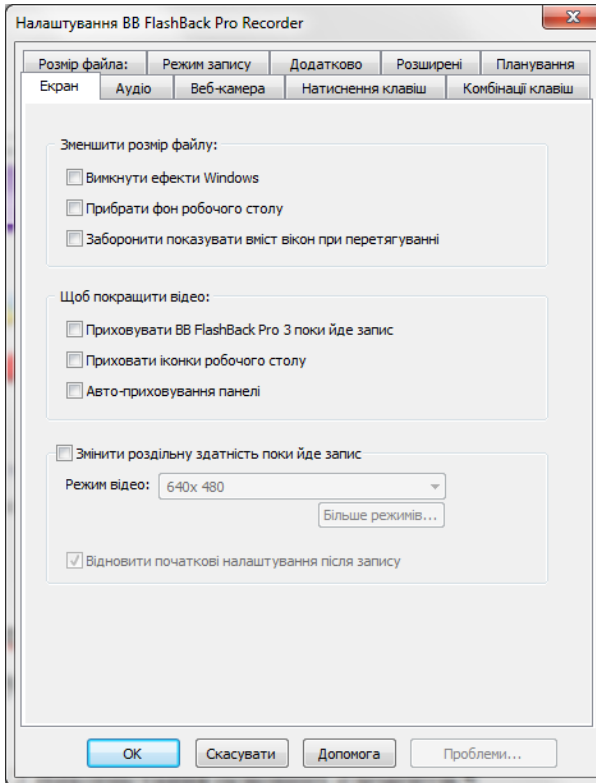 Налаштування BB FlashBack Pro Recorder
Розмір файла: Режим запису Додатково Розширені Планування
Екран Аудіо Веб-камера Натиснення клавіш Комбінації клавіш
Зменшити розмір файлу:
Вимкнути ефекти Windows
Прибрати фон робочого столу
Заборонити показувати вміст вікон при перетягуванні
Щоб покращити відео:
Приховувати BB FlashBack Pro 3 поки йде запис
Приховати іконки робочого столу
Авто-приховування панелі
Змінити роздільну здатність поки йде запис
Режим відео: 640x 480
Більше режимів...
Відновити початкові налаштування після запису
OK Скасувати Допомога Проблеми...